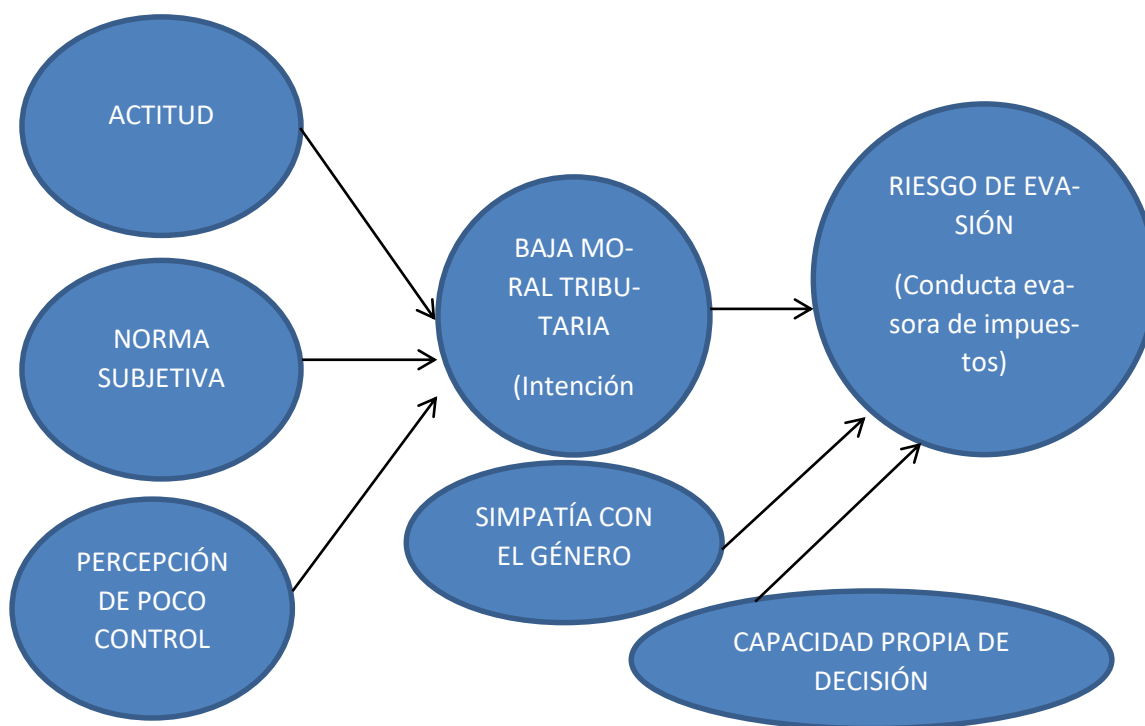 ACTITUD
NORMA
SUBJETIVA
PERCEPCIÓN
DE POCO
CONTROL
BAJA MO-
RAL TRIBU-
TARIA
(Intención
SIMPATÍA CON
EL GÉNERO
RIESGO DE EVA-
SIÓN
(Conducta eva-
sora de impues-
tos)
CAPACIDAD PROPIA DE
DECISIÓN